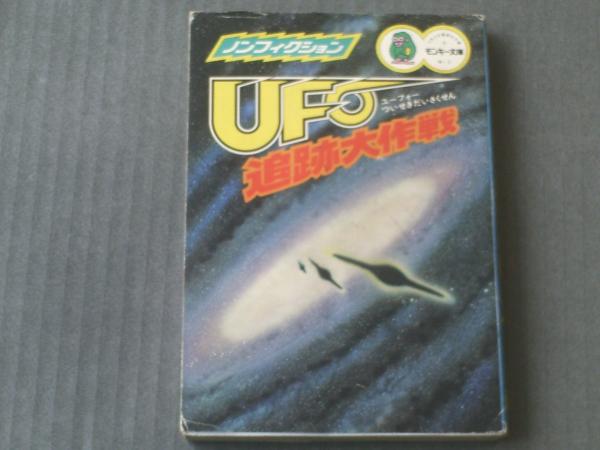 ノンフィクション
モンキー文庫
UFO
ユーフォー
ついせきだいさくせん
追跡大作戦